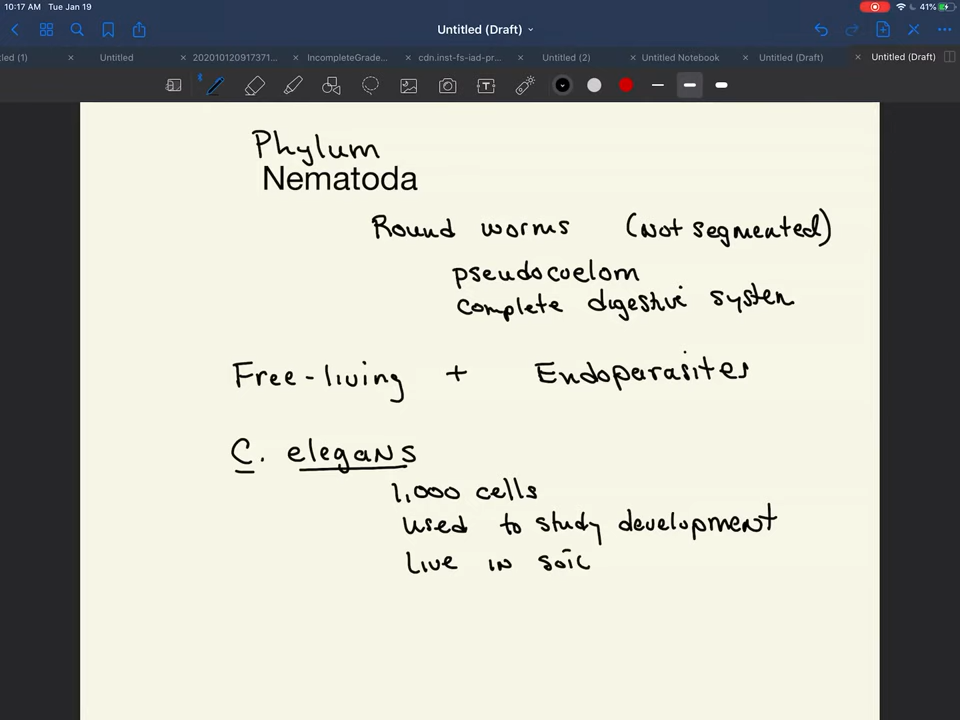 10:17 AM Tue Jan 19
41%
Untitled (Draft)
led (1)
Untitled
202010120917371...
IncompleteGrade...
cdn.inst-fs-iad-pr...
Untitled (2)
Untitled Notebook
Untitled (Draft)
Untitled (Draft)
Phylum
Nematoda
Round worms (Not segmented)
pseudocoelom
complete digestive system
Free-living + Endoparasites
C. elegans
1,000 cells
used to study development
Live in soil